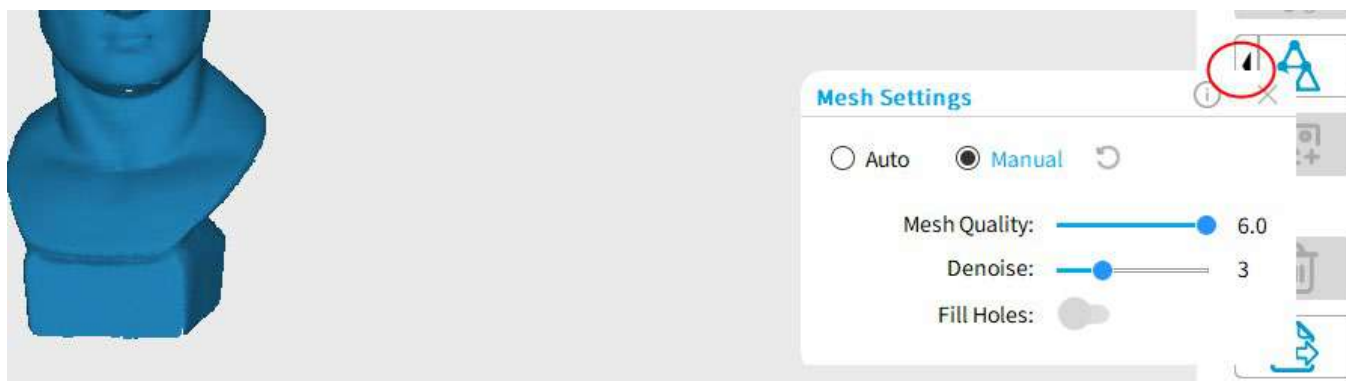 Mesh Settings
Auto Manual
Mesh Quality: 6.0
Denoise: 3
Fill Holes: